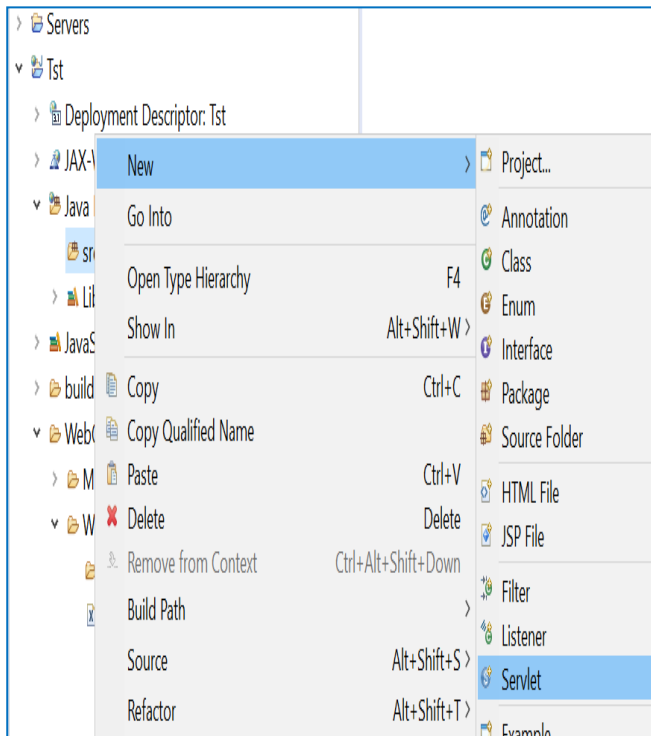 Servers
Tst
Deployment Descriptor: Tst
JAX-
Java
src
Lib
JavaS
build
Web
M
W
New
Go Into
Open Type Hierarchy F4
Show In Alt+Shift+W
Copy Ctrl+C
Copy Qualified Name
Paste Ctrl+V
Delete Delete
Remove from Context Ctrl+Alt+Shift+Down
Build Path
Source Alt+Shift+S
Refactor Alt+Shift+T
Project...
Annotation
Class
Enum
Interface
Package
Source Folder
HTML File
JSP File
Filter
Listener
Servlet
Example